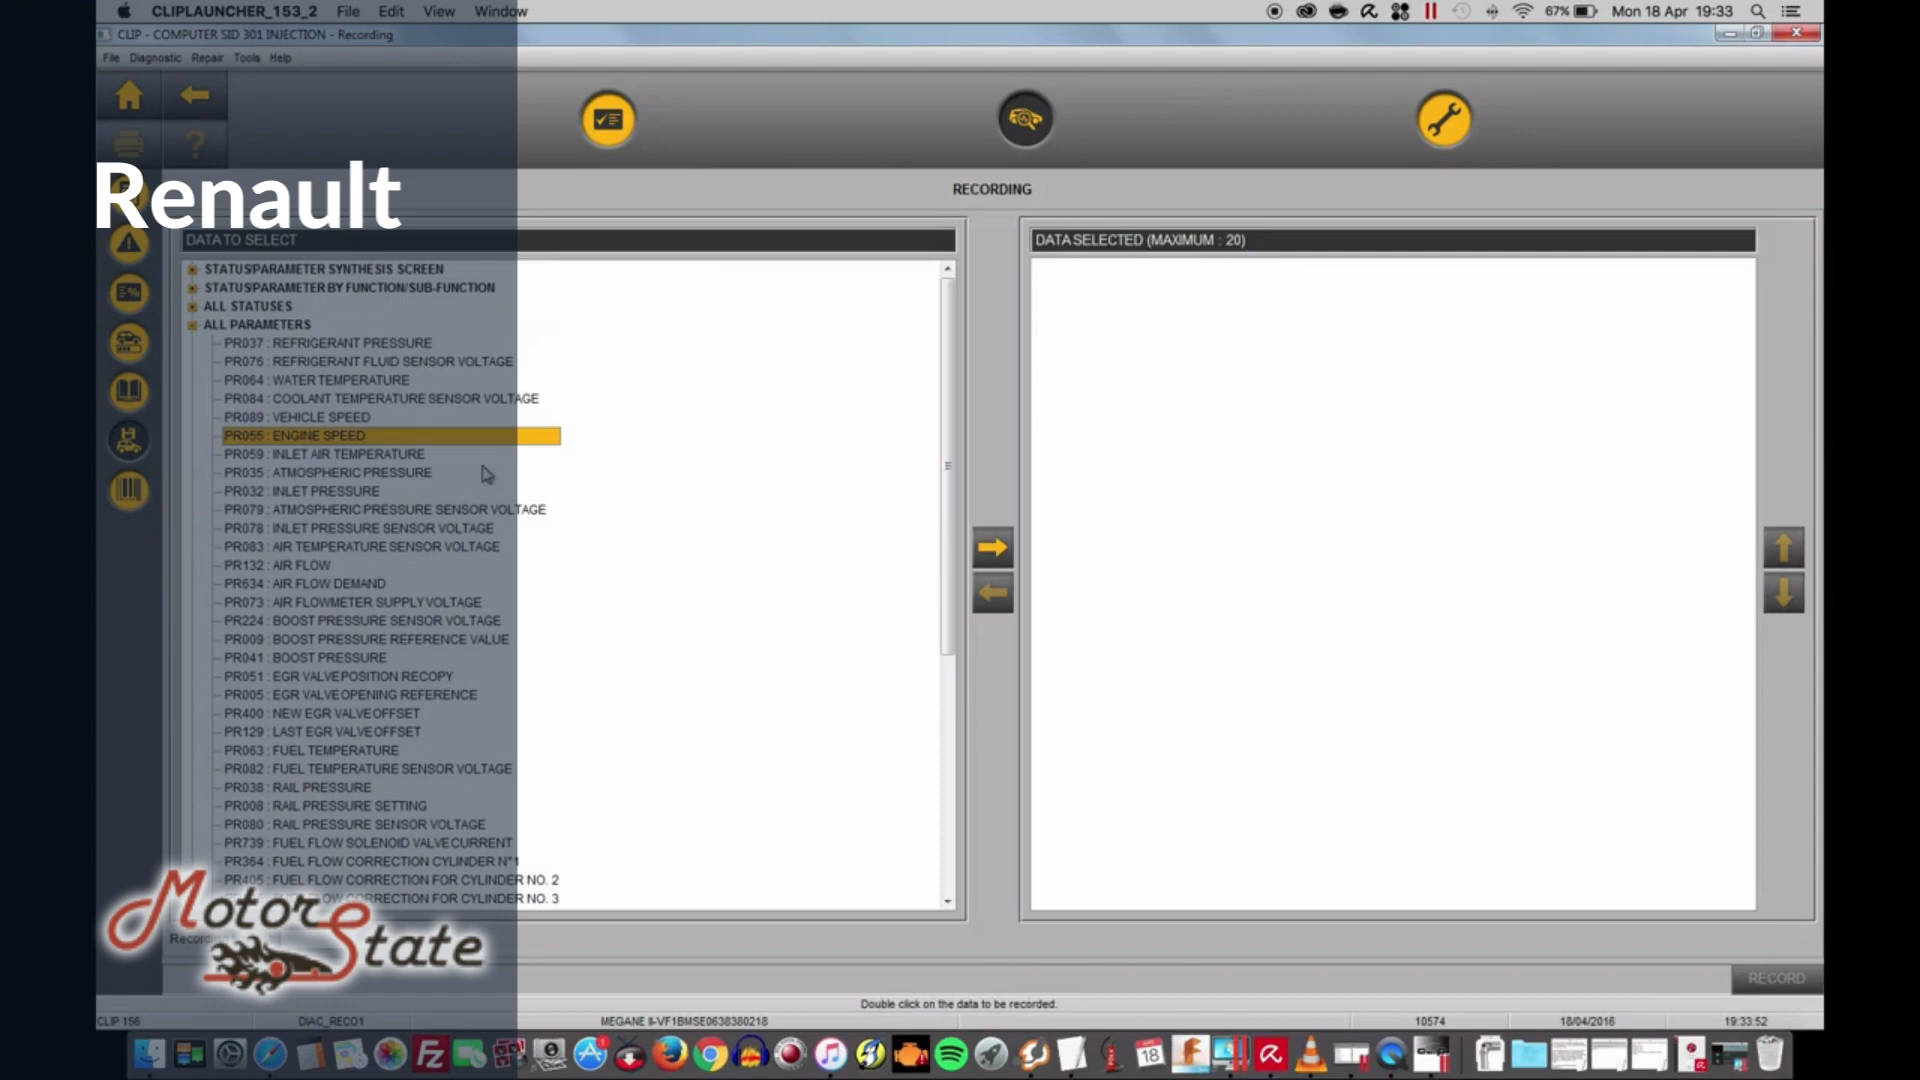 CLIPLAUNCHER_153_2 File Edit View Window 67% Mon 18 Apr 19:33
CLIP - COMPUTER SID 301 INJECTION - Recording
File Diagnostic Repair Tools Help
Renault
RECORDING
DATA TO SELECT
DATA SELECTED (MAXIMUM : 20)
STATUS/PARAMETER SYNTHESIS SCREEN
STATUS/PARAMETER BY FUNCTION/SUB-FUNCTION
ALL STATUSES
ALL PARAMETERS
PR037 : REFRIGERANT PRESSURE
PR076 : REFRIGERANT FLUID SENSOR VOLTAGE
PR064 : WATER TEMPERATURE
PR084 : COOLANT TEMPERATURE SENSOR VOLTAGE
PR089 : VEHICLE SPEED
PR055 : ENGINE SPEED
PR059 : INLET AIR TEMPERATURE
PR035 : ATMOSPHERIC PRESSURE
PR032 : INLET PRESSURE
PR079 : ATMOSPHERIC PRESSURE SENSOR VOLTAGE
PR078 : INLET PRESSURE SENSOR VOLTAGE
PR083 : AIR TEMPERATURE SENSOR VOLTAGE
PR132 : AIR FLOW
PR634 : AIR FLOW DEMAND
PR073 : AIR FLOWMETER SUPPLY VOLTAGE
PR224 : BOOST PRESSURE SENSOR VOLTAGE
PR009 : BOOST PRESSURE REFERENCE VALUE
PR041 : BOOST PRESSURE
PR051 : EGR VALVE POSITION RECOPY
PR005 : EGR VALVE OPENING REFERENCE
PR400 : NEW EGR VALVE OFFSET
PR129 : LAST EGR VALVE OFFSET
PR063 : FUEL TEMPERATURE
PR082 : FUEL TEMPERATURE SENSOR VOLTAGE
PR038 : RAIL PRESSURE
PR008 : RAIL PRESSURE SETTING
PR080 : RAIL PRESSURE SENSOR VOLTAGE
PR739 : FUEL FLOW SOLENOID VALVE CURRENT
PR364 : FUEL FLOW CORRECTION CYLINDER N°1
PR405 : FUEL FLOW CORRECTION FOR CYLINDER NO. 2
CORRECTION FOR CYLINDER NO. 3
Motor State
RECORD
Double click on the data to be recorded.
CLIP 156 DIAC_RECO1 MEGANE II-VF1BMSE0638380218 10574 18/04/2016 19:33:52